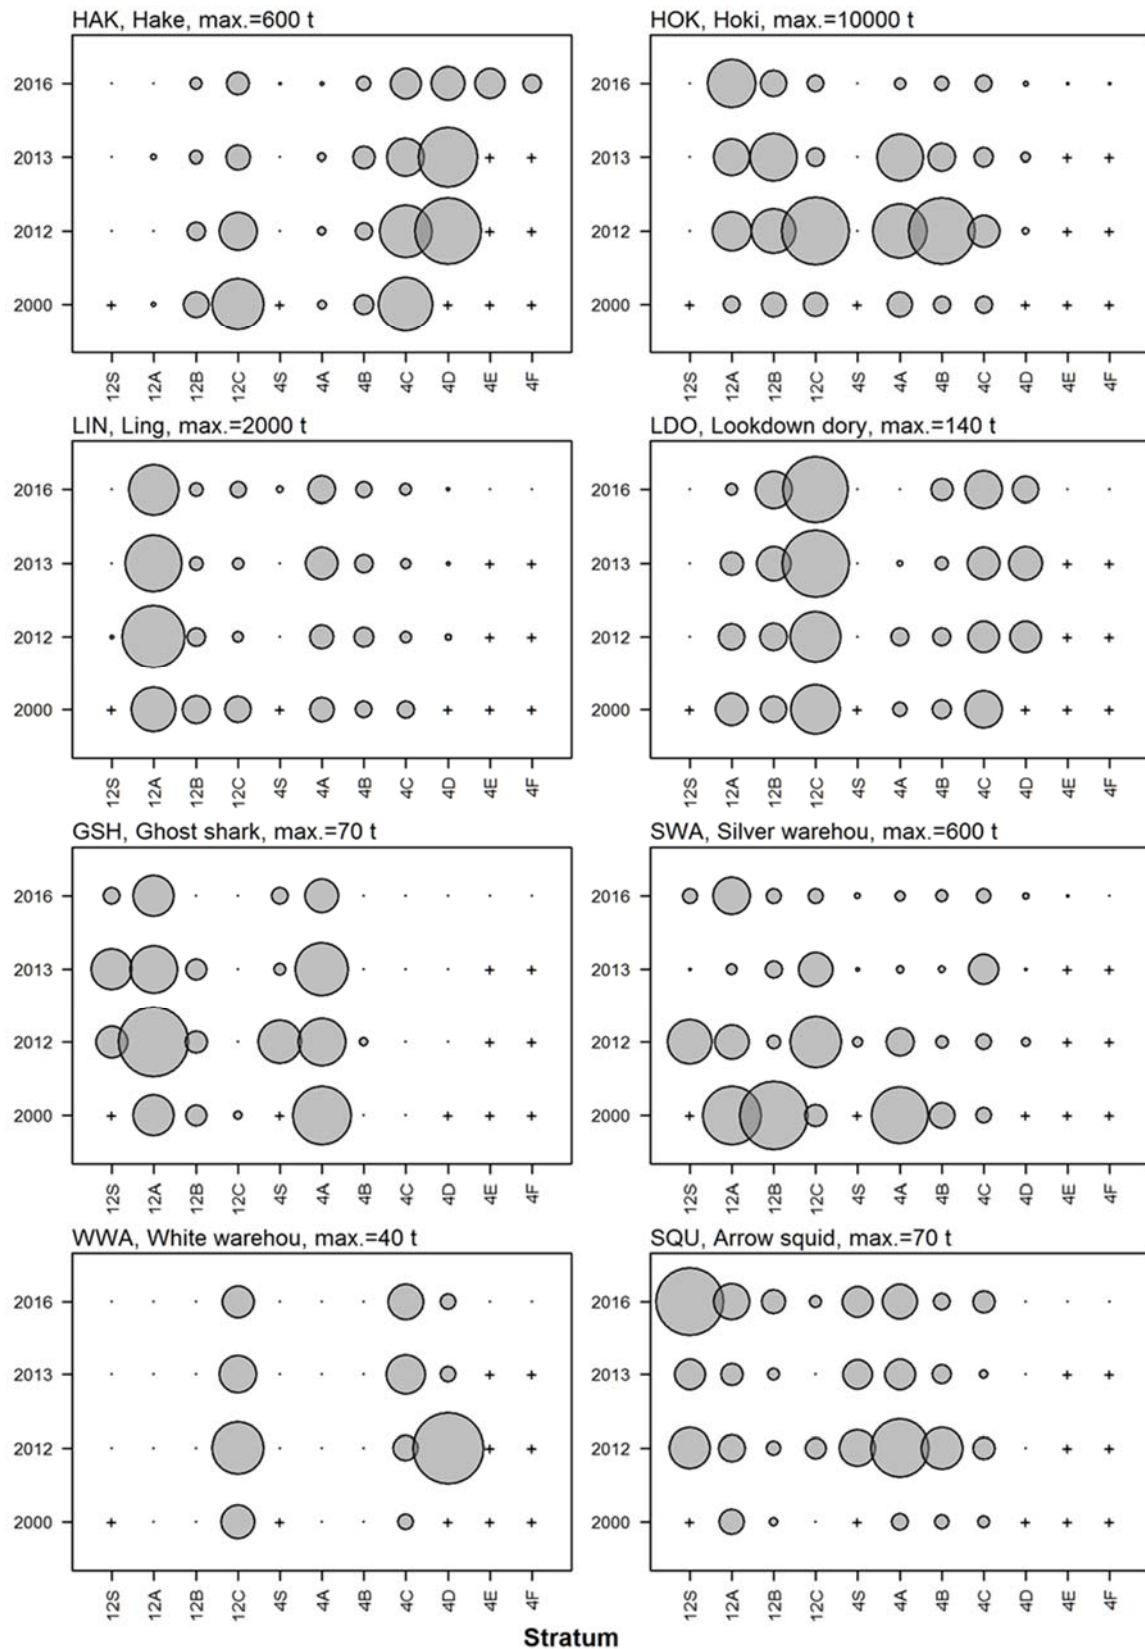 HAK, Hake, max.=600 t
HOK, Hoki, max.=10000 t
2016
2013
2012
2000
2016
2013
2012
2000
12S 12A 12B 12C 4S 4A 4B 4C 4D 4E 4F
12S 12A 12B 12C 4S 4A 4B 4C 4D 4E 4F
LIN, Ling, max.=2000 t
LDO, Lookdown dory, max.=140 t
2016
2013
2012
2000
2016
2013
2012
2000
12S 12A 12B 12C 4S 4A 4B 4C 4D 4E 4F
12S 12A 12B 12C 4S 4A 4B 4C 4D 4E 4F
GSH, Ghost shark, max.=70 t
SWA, Silver warehou, max.=600 t
2016
2013
2012
2000
2016
2013
2012
2000
12S 12A 12B 12C 4S 4A 4B 4C 4D 4E 4F
12S 12A 12B 12C 4S 4A 4B 4C 4D 4E 4F
WWA, White warehou, max.=40 t
SQU, Arrow squid, max.=70 t
2016
2013
2012
2000
2016
2013
2012
2000
12S 12A 12B 12C 4S 4A 4B 4C 4D 4E 4F
12S 12A 12B 12C 4S 4A 4B 4C 4D 4E 4F
Stratum